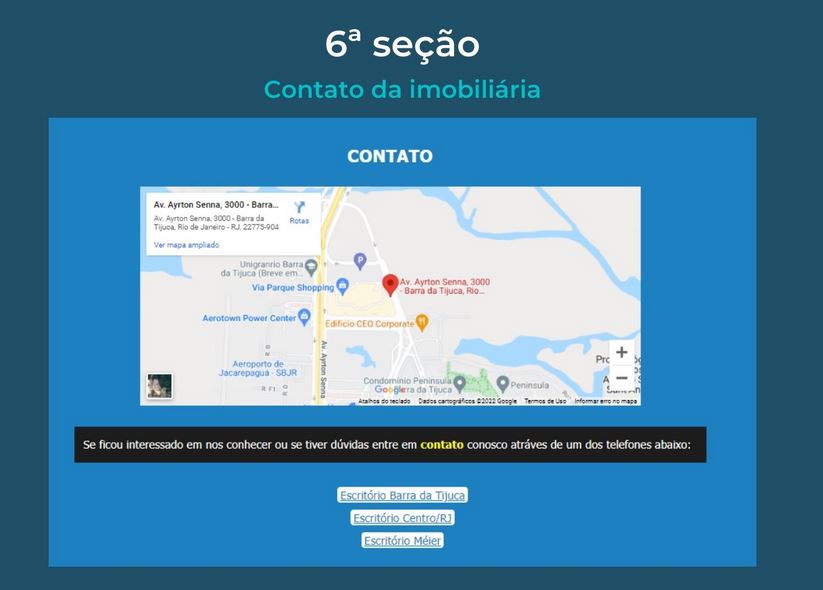 6ª seção
Contato da imobiliária
CONTATO
Av. Ayrton Senna, 3000 - Barra...
Av. Ayrton Senna, 3000 - Barra da
Tijuca, Rio de Janeiro - RJ, 22775-904
Rotas
Ver mapa ampliado
Unigranrio Barra
da Tijuca (Breve em...
P
Via Parque Shopping
Av. Ayrton Senna, 3000
- Barra da Tijuca, Rio...
Aerotown Power Center
Edifício CEO Corporate
Av. Ayrton Senna
Aeroporto de
Jacarepaguá - SBJR
Condomínio Península
Google
rra da Tijuca
Península
+
−
Atalhos do teclado
Dados cartográficos ©2022 Google
Termos de Uso
Informar erro no mapa
Se ficou interessado em nos conhecer ou se tiver dúvidas entre em contato conosco atráves de um dos telefones abaixo:
Escritório Barra da Tijuca
Escritório Centro/RJ
Escritório Méier